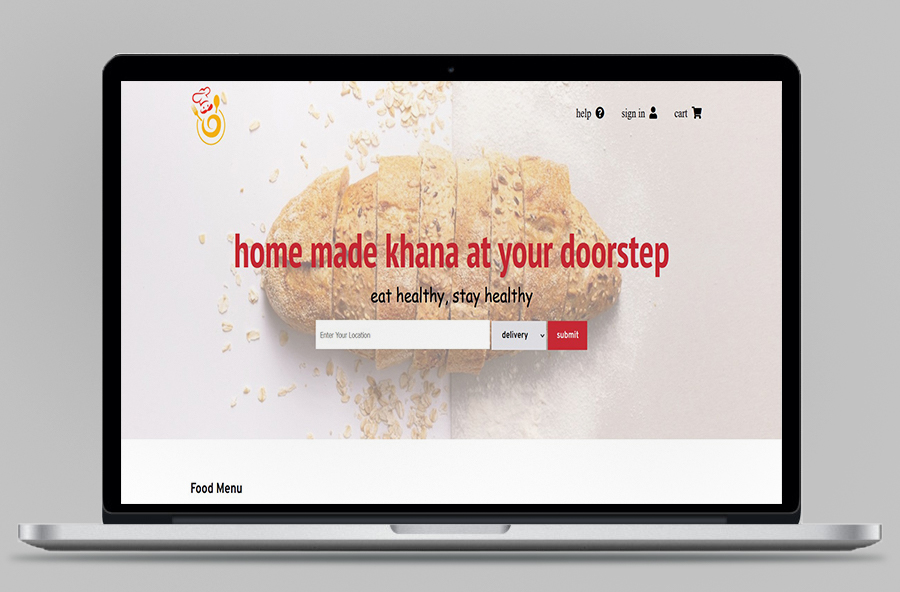 help sign in cart
home made khana at your doorstep
eat healthy, stay healthy
Enter Your Location delivery submit
Food Menu